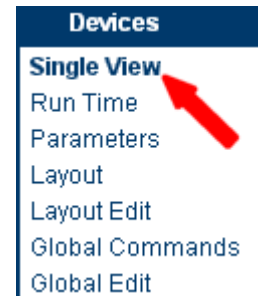 Devices
Single View
Run Time
Parameters
Layout
Layout Edit
Global Commands
Global Edit